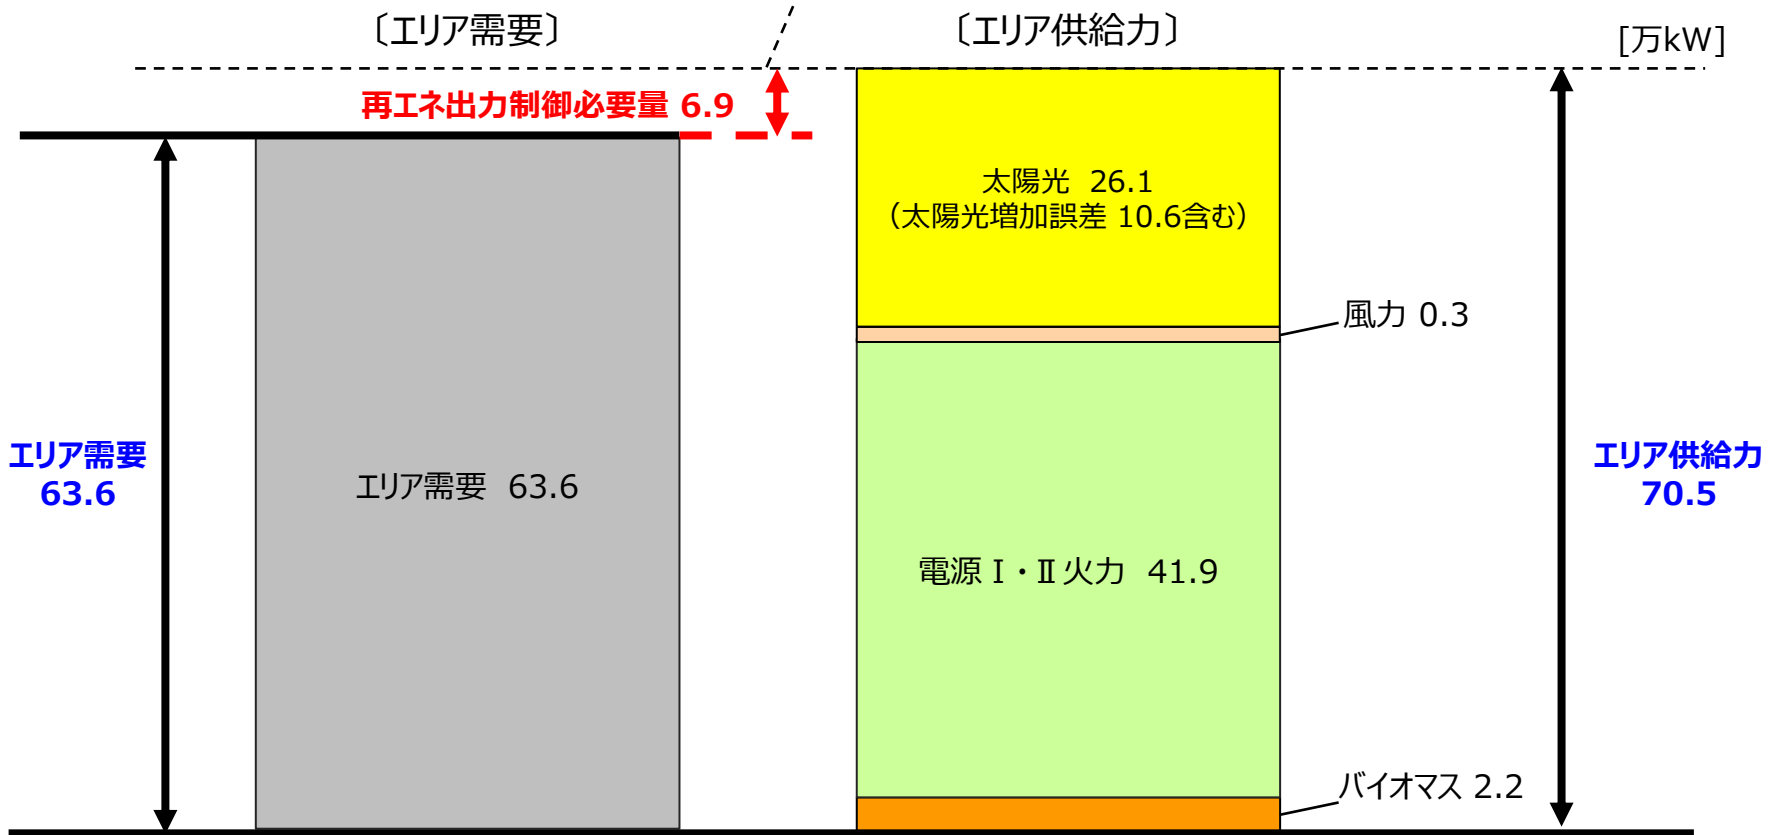 〔エリア需要〕
〔エリア供給力〕
[万kW]
再エネ出力制御必要量 6.9
太陽光 26.1
（太陽光増加誤差 10.6含む）
風力 0.3
エリア需要
63.6
エリア需要 63.6
エリア供給力
70.5
電源Ⅰ・Ⅱ火力 41.9
バイオマス 2.2